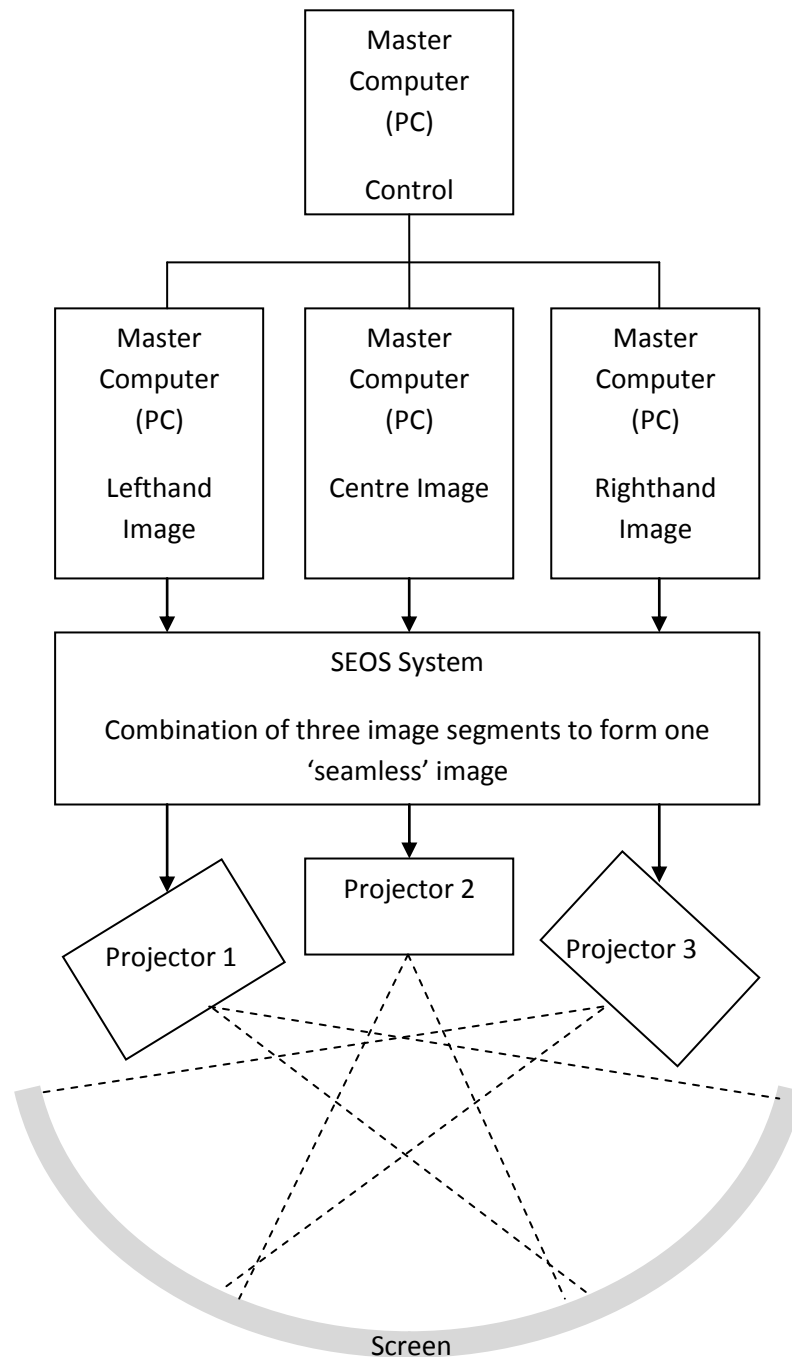 Master
Computer
(PC)
Control
Master
Computer
(PC)
Lefthand
Image
Master
Computer
(PC)
Centre Image
Master
Computer
(PC)
Righthand
Image
SEOS System
Combination of three image segments to form one
‘seamless’ image
Projector 1
Projector 2
Projector 3
Screen